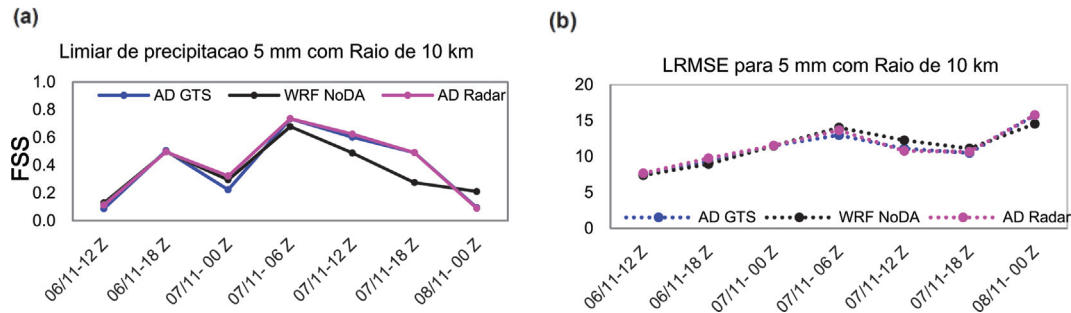 (a)
Limiar de precipitacao 5 mm com Raio de 10 km
1.0
0.8
0.6
0.4
0.2
0.0
FSS
AD GTS
WRF NoDA
AD Radar
06/11-12 Z
06/11-18 Z
07/11- 00 Z
07/11- 06 Z
07/11-12 Z
07/11-18 Z
08/11- 00 Z
(b)
LRMSE para 5 mm com Raio de 10 km
20
15
10
5
0
AD GTS
WRF NoDA
AD Radar
06/11-12 Z
06/11-18 Z
07/11- 00 Z
07/11- 06 Z
07/11-12 Z
07/11-18 Z
08/11- 00 Z